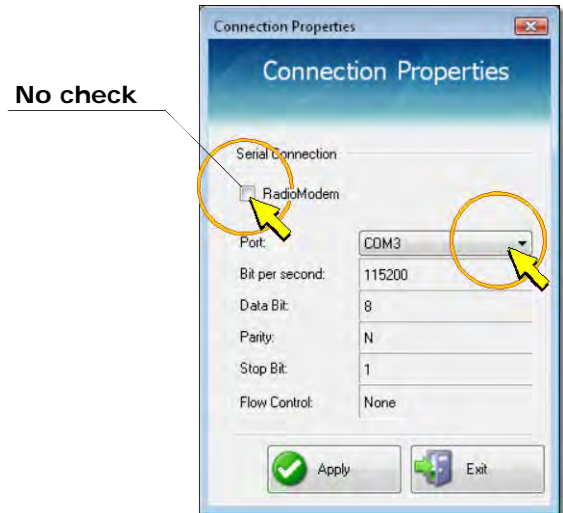 Connection Properties
Connection Properties
No check
Serial Connection
RadioModem
Port: COM3
Bit per second: 115200
Data Bit: 8
Parity: N
Stop Bit: 1
Flow Control: None
Apply Exit